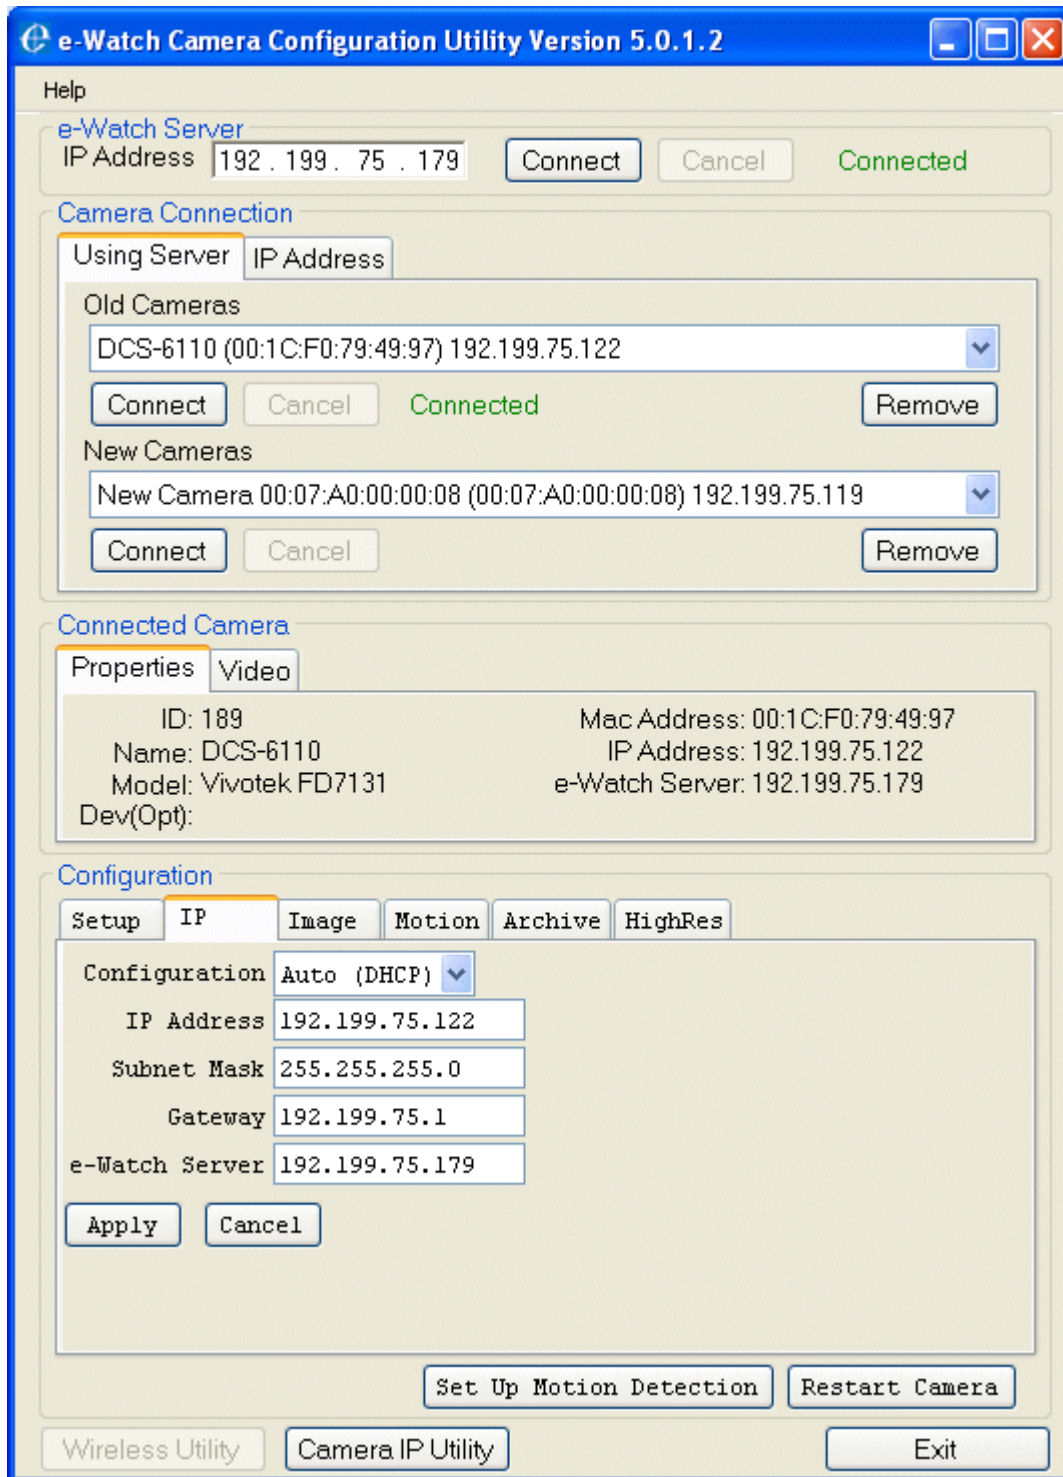 e-Watch Camera Configuration Utility Version 5.0.1.2
Help
e-Watch Server
IP Address 192 . 199 . 75 . 179 Connect Cancel Connected
Camera Connection
Using Server IP Address
Old Cameras
DCS-6110 (00:1C:F0:79:49:97) 192.199.75.122
Connect Cancel Connected Remove
New Cameras
New Camera 00:07:A0:00:00:08 (00:07:A0:00:00:08) 192.199.75.119
Connect Cancel Remove
Connected Camera
Properties Video
ID: 189 Mac Address: 00:1C:F0:79:49:97
Name: DCS-6110 IP Address: 192.199.75.122
Model: Vivotek FD7131 e-Watch Server: 192.199.75.179
Dev(Opt):
Configuration
Setup IP Image Motion Archive HighRes
Configuration Auto (DHCP)
IP Address 192.199.75.122
Subnet Mask 255.255.255.0
Gateway 192.199.75.1
e-Watch Server 192.199.75.179
Apply Cancel
Set Up Motion Detection Restart Camera
Wireless Utility Camera IP Utility Exit